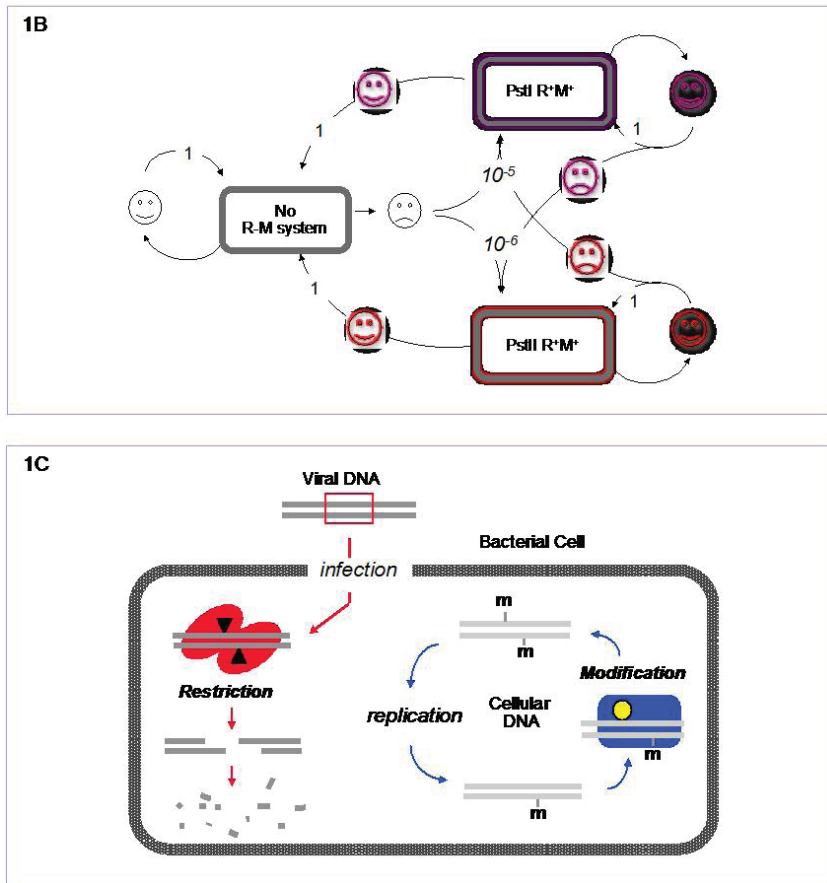 1B
PstI R⁺M⁺
1
1
1
10⁻⁵
No
R-M system
10⁻⁶
1
1
PstII R⁺M⁺
1C
Viral DNA
Bacterial Cell
infection
m
Restriction
Modification
replication
Cellular
DNA
m
m